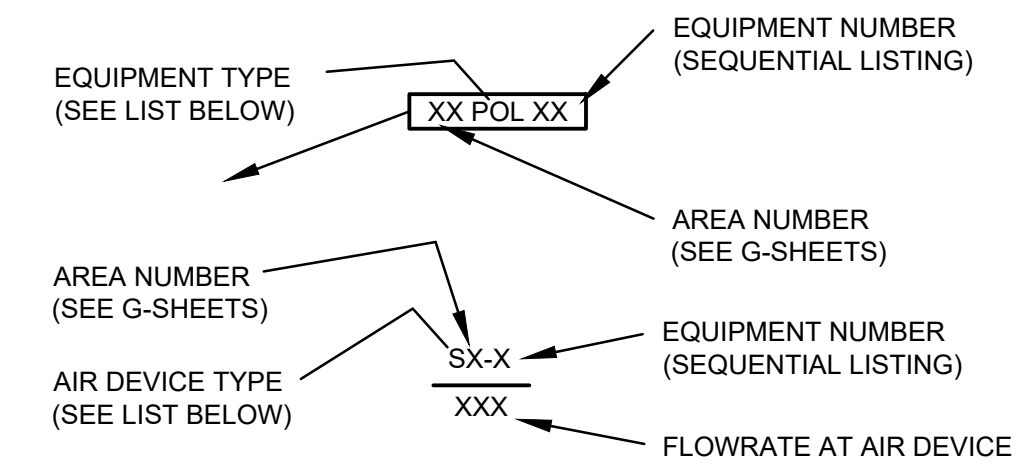 EQUIPMENT NUMBER
(SEQUENTIAL LISTING)
EQUIPMENT TYPE
(SEE LIST BELOW)
XX POL XX
AREA NUMBER
(SEE G-SHEETS)
AREA NUMBER
(SEE G-SHEETS)
SX-X
EQUIPMENT NUMBER
(SEQUENTIAL LISTING)
AIR DEVICE TYPE
(SEE LIST BELOW)
XXX
FLOWRATE AT AIR DEVICE